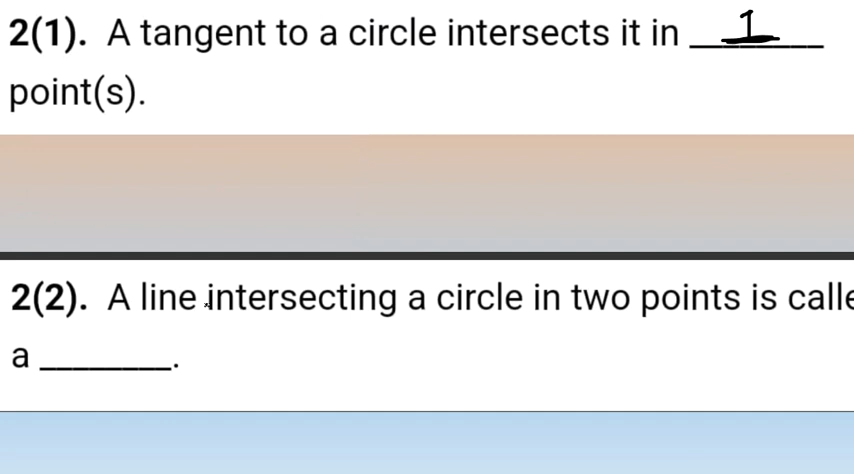 2(1). A tangent to a circle intersects it in 1
point(s).
2(2). A line intersecting a circle in two points is calle
a ________.